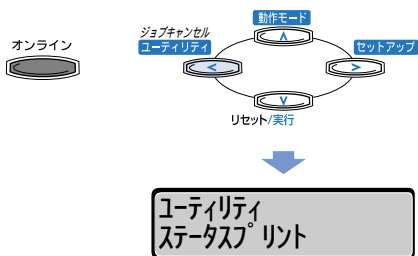 動作モード
ジョブキャンセル
オンライン
ユーティリティ
セットアップ
リセット/実行
ユーティリティ
ステータスプリント